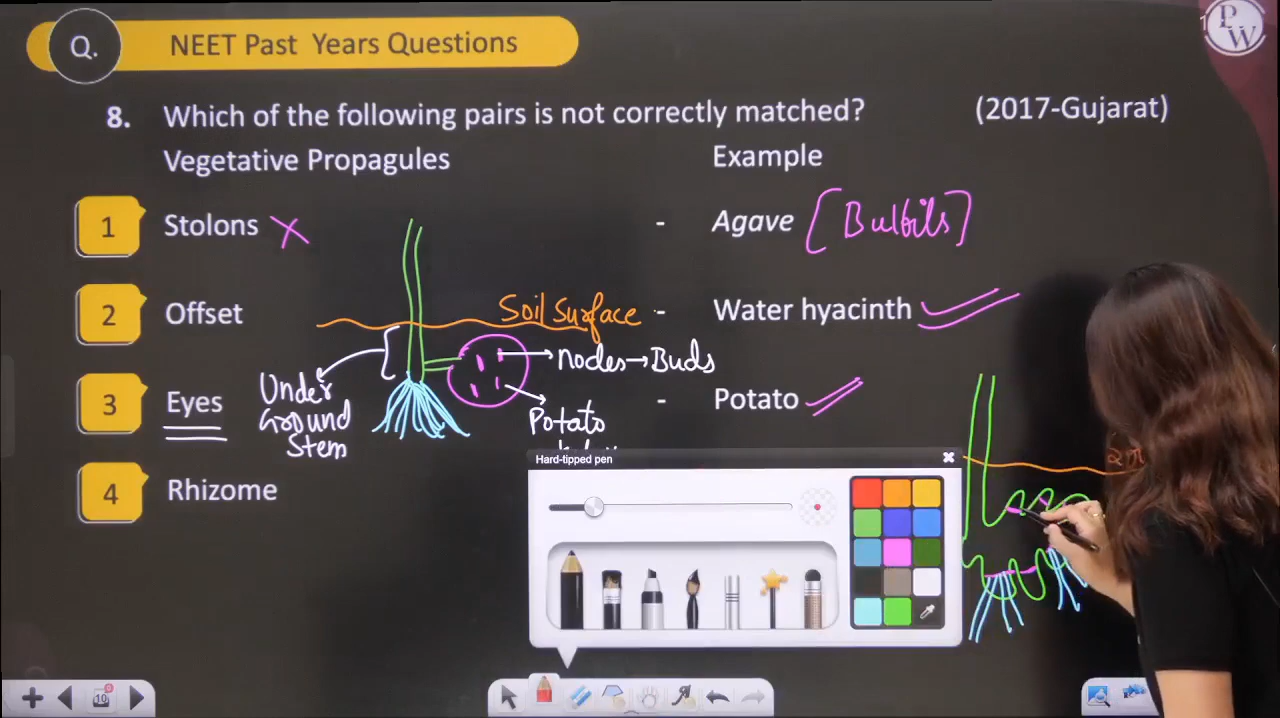 Q. NEET Past Years Questions
PW
8. Which of the following pairs is not correctly matched? (2017-Gujarat)
Vegetative Propagules Example
1 Stolons X - Agave [Bulbils]
2 Offset - Water hyacinth
Soil Surface
nodes→Buds
3 Eyes - Potato
Under Ground Stem
Potato
4 Rhizome
Hard-tipped pen
10